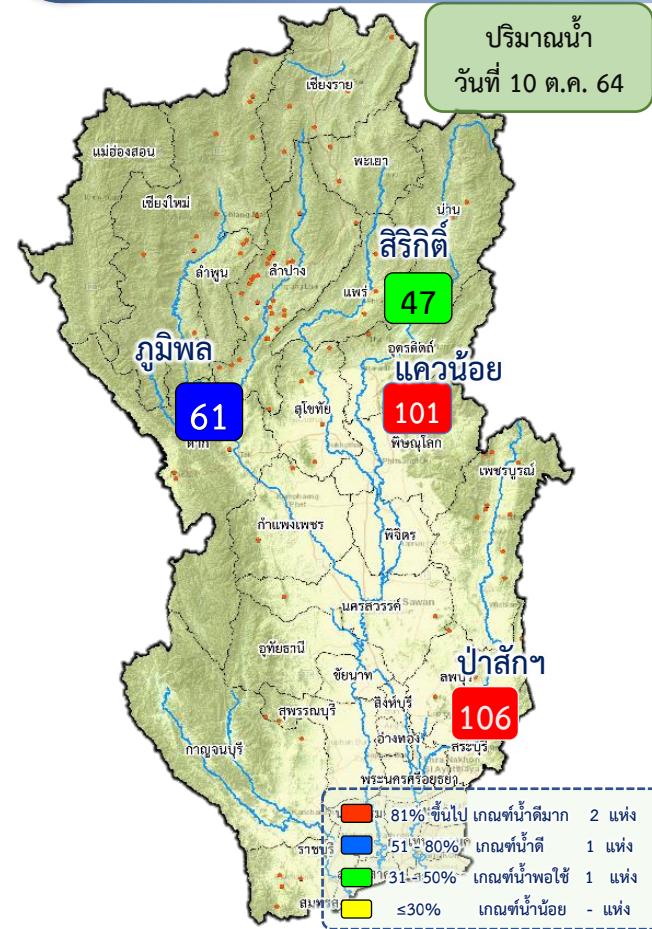 ปริมาณน้ำ
วันที่ 10 ต.ค. 64
เชียงราย
แม่ฮ่องสอน
พะเยา
เชียงใหม่
น่าน
สิริกิติ์
ลำพูน
ลำปาง
แพร่
47
ภูมิพล
อุตรดิตถ์
แควน้อย
61
สุโขทัย
101
ตาก
พิษณุโลก
เพชรบูรณ์
กำแพงเพชร
พิจิตร
นครสวรรค์
อุทัยธานี
ป่าสักฯ
ชัยนาท
ลพบุรี
สุพรรณบุรี
สิงห์บุรี
106
อ่างทอง
กาญจนบุรี
สระบุรี
พระนครศรีอยุธยา
81% ขึ้นไป เกณฑ์น้ำดีมาก 2 แห่ง
51 - 80% เกณฑ์น้ำดี 1 แห่ง
ราชบุรี
31 - 50% เกณฑ์น้ำพอใช้ 1 แห่ง
≤30% เกณฑ์น้ำน้อย - แห่ง